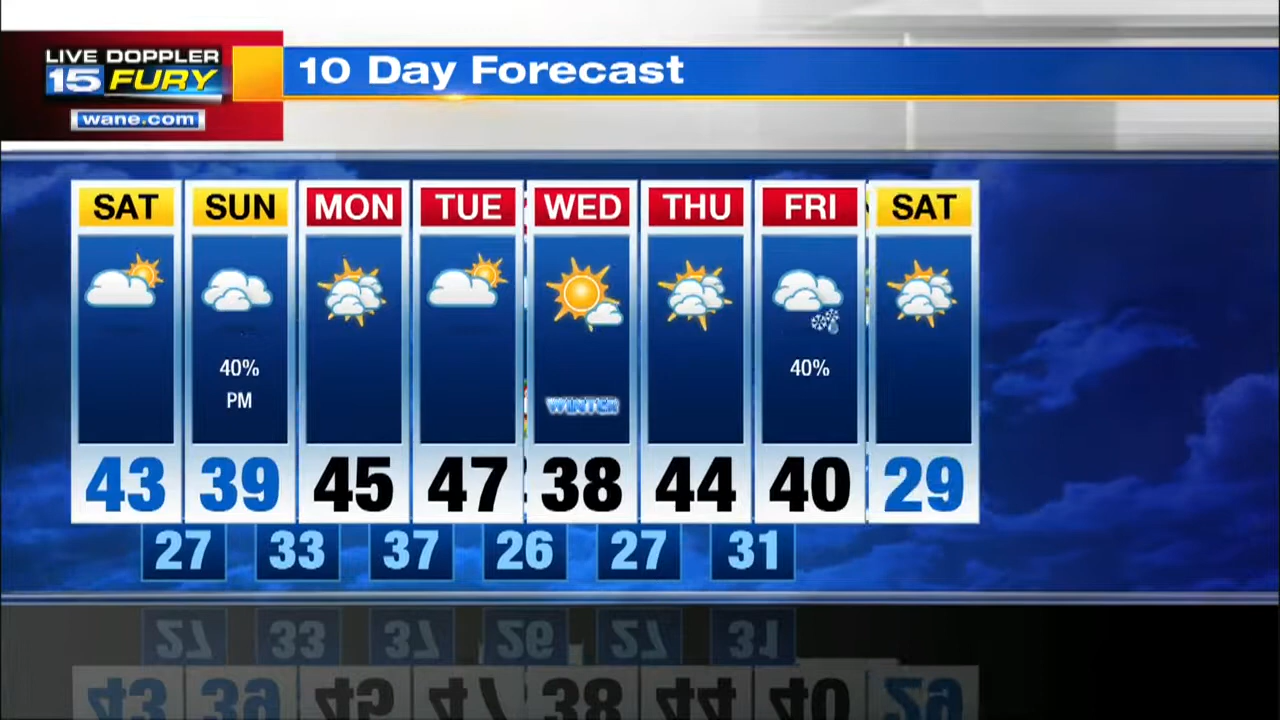 LIVE DOPPLER
15 FURY
wane.com
10 Day Forecast
SAT SUN MON TUE WED THU FRI SAT
40% 40%
PM
WINTER
43 39 45 47 38 44 40 29
27 33 37 26 27 31